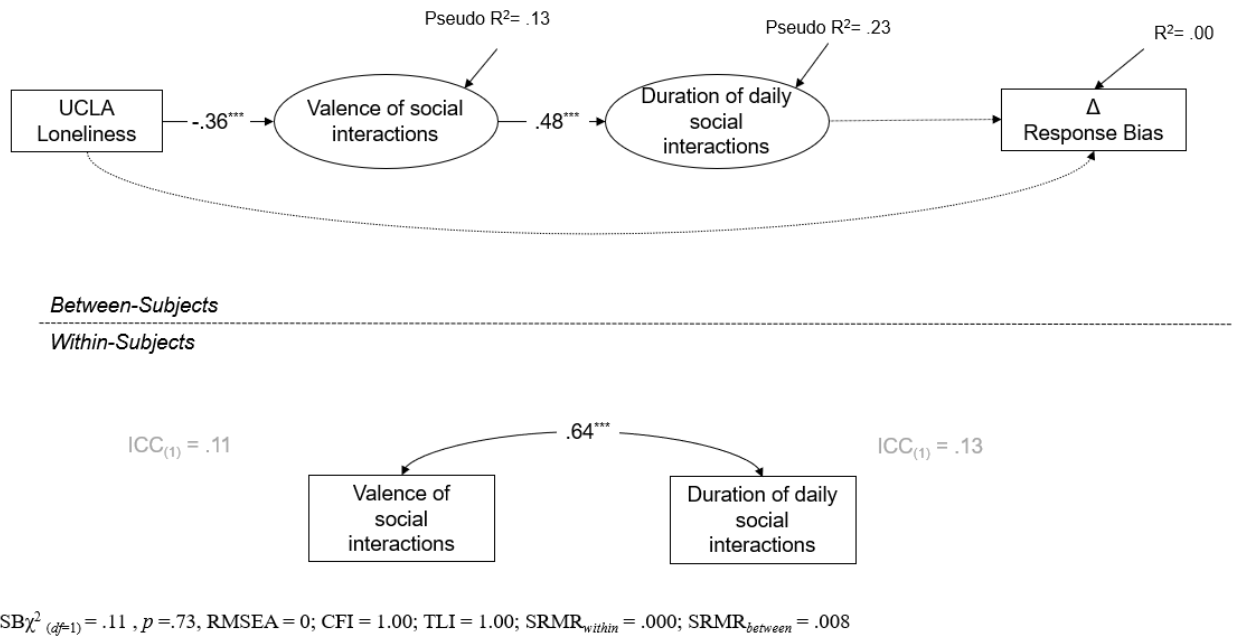 Pseudo R²= .13
Pseudo R²= .23
R²= .00
UCLA
Loneliness
-.36***
Valence of social
interactions
.48***
Duration of daily
social
interactions
Δ
Response Bias
Between-Subjects
Within-Subjects
ICC(1) = .11
.64***
ICC(1) = .13
Valence of
social
interactions
Duration of daily
social
interactions
SBχ² (df=1) = .11 , p =.73, RMSEA = 0; CFI = 1.00; TLI = 1.00; SRMRwithin = .000; SRMRbetween = .008